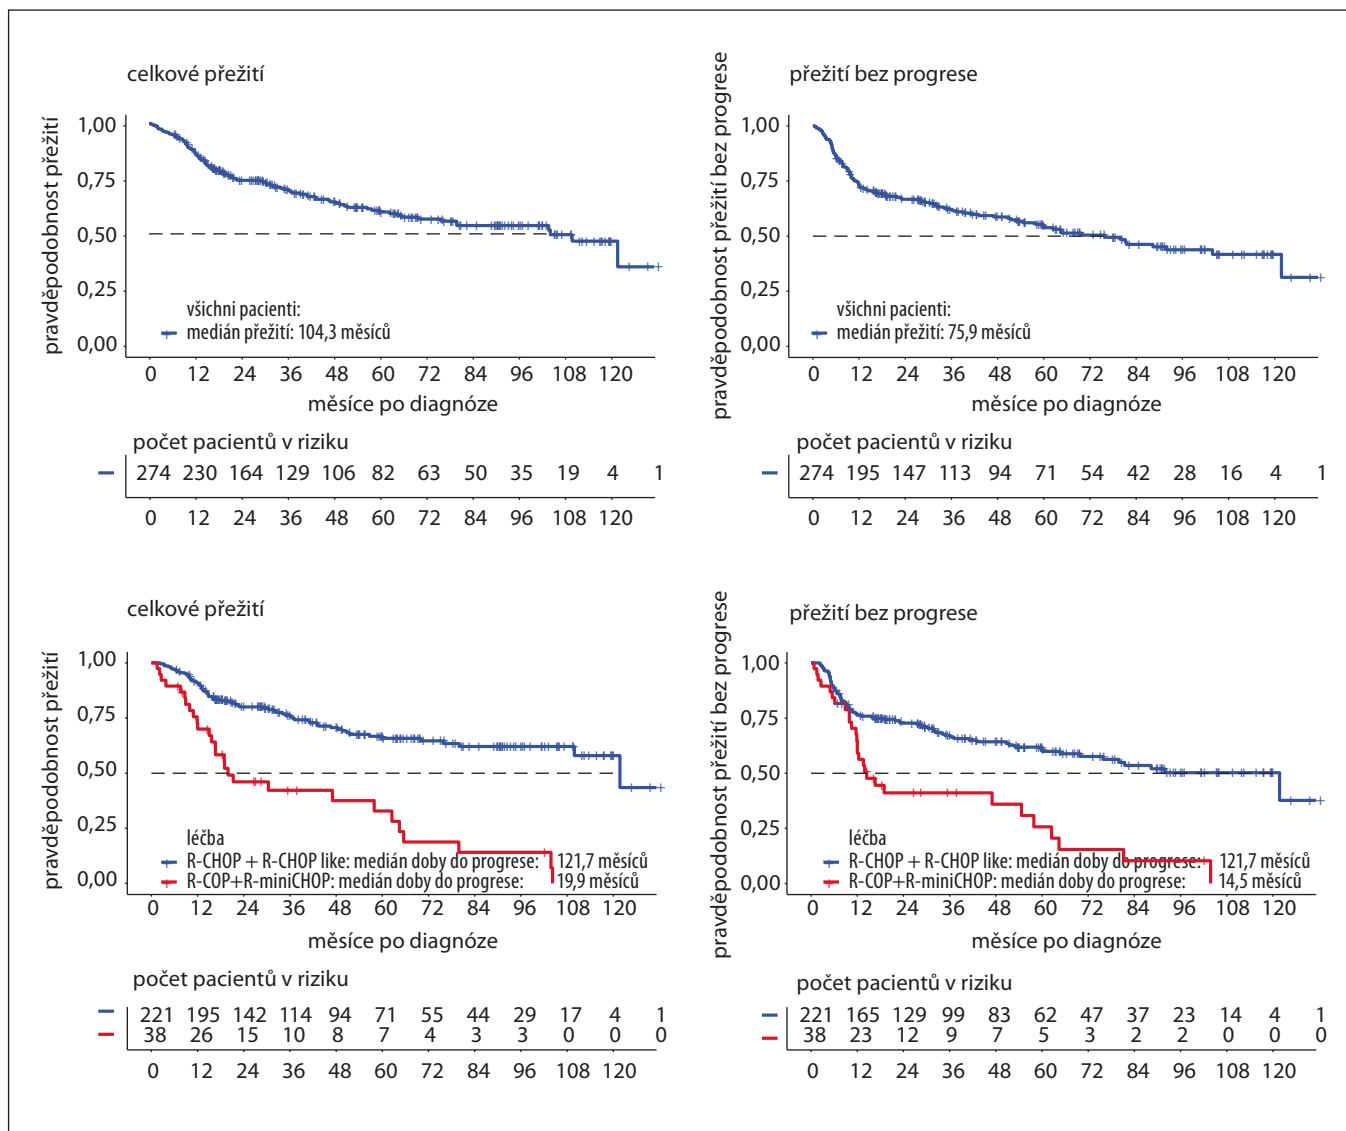 celkové přežití
pravděpodobnost přežití
1,00
0,75
0,50
0,25
0,00
všichni pacienti:
medián přežití: 104,3 měsíců
0 12 24 36 48 60 72 84 96 108 120
měsíce po diagnóze
počet pacientů v riziku
274 230 164 129 106 82 63 50 35 19 4 1
0 12 24 36 48 60 72 84 96 108 120
přežití bez progrese
pravděpodobnost přežití bez progrese
1,00
0,75
0,50
0,25
0,00
všichni pacienti:
medián přežití: 75,9 měsíců
0 12 24 36 48 60 72 84 96 108 120
měsíce po diagnóze
počet pacientů v riziku
274 195 147 113 94 71 54 42 28 16 4 1
0 12 24 36 48 60 72 84 96 108 120
celkové přežití
pravděpodobnost přežití
1,00
0,75
0,50
0,25
0,00
léčba
R-CHOP + R-CHOP like: medián doby do progrese: 121,7 měsíců
R-COP+R-miniCHOP: medián doby do progrese: 19,9 měsíců
0 12 24 36 48 60 72 84 96 108 120
měsíce po diagnóze
počet pacientů v riziku
221 195 142 114 94 71 55 44 29 17 4 1
38 26 15 10 8 7 4 3 3 0 0 0
0 12 24 36 48 60 72 84 96 108 120
přežití bez progrese
pravděpodobnost přežití bez progrese
1,00
0,75
0,50
0,25
0,00
léčba
R-CHOP + R-CHOP like: medián doby do progrese: 121,7 měsíců
R-COP+R-miniCHOP: medián doby do progrese: 14,5 měsíců
0 12 24 36 48 60 72 84 96 108 120
měsíce po diagnóze
počet pacientů v riziku
221 165 129 99 83 62 47 37 23 14 4 1
38 23 12 9 7 5 3 2 2 0 0 0
0 12 24 36 48 60 72 84 96 108 120